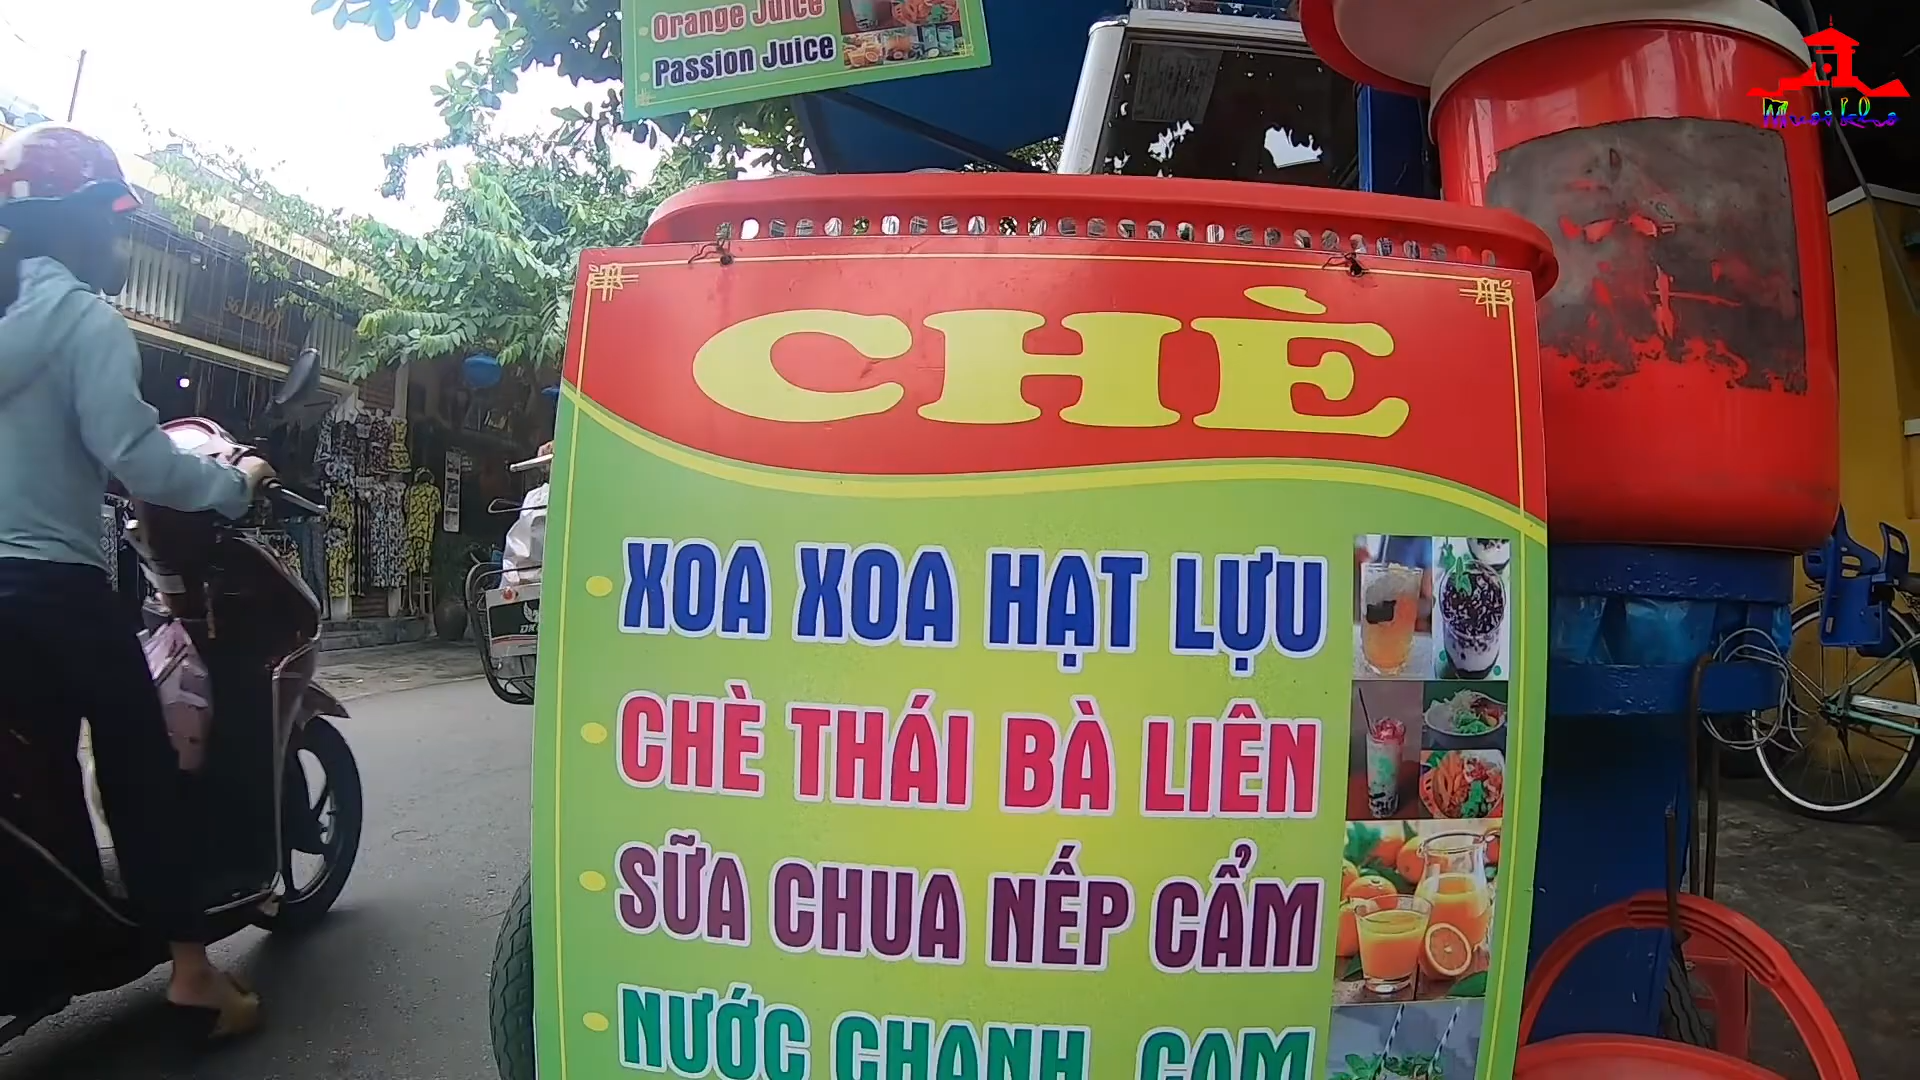 Orange Juice
Passion Juice
CHÈ
XOA XOA HẠT LỰU
CHÈ THÁI BÀ LIÊN
SỮA CHUA NẾP CẨM
NƯỚC CHANH, CAM